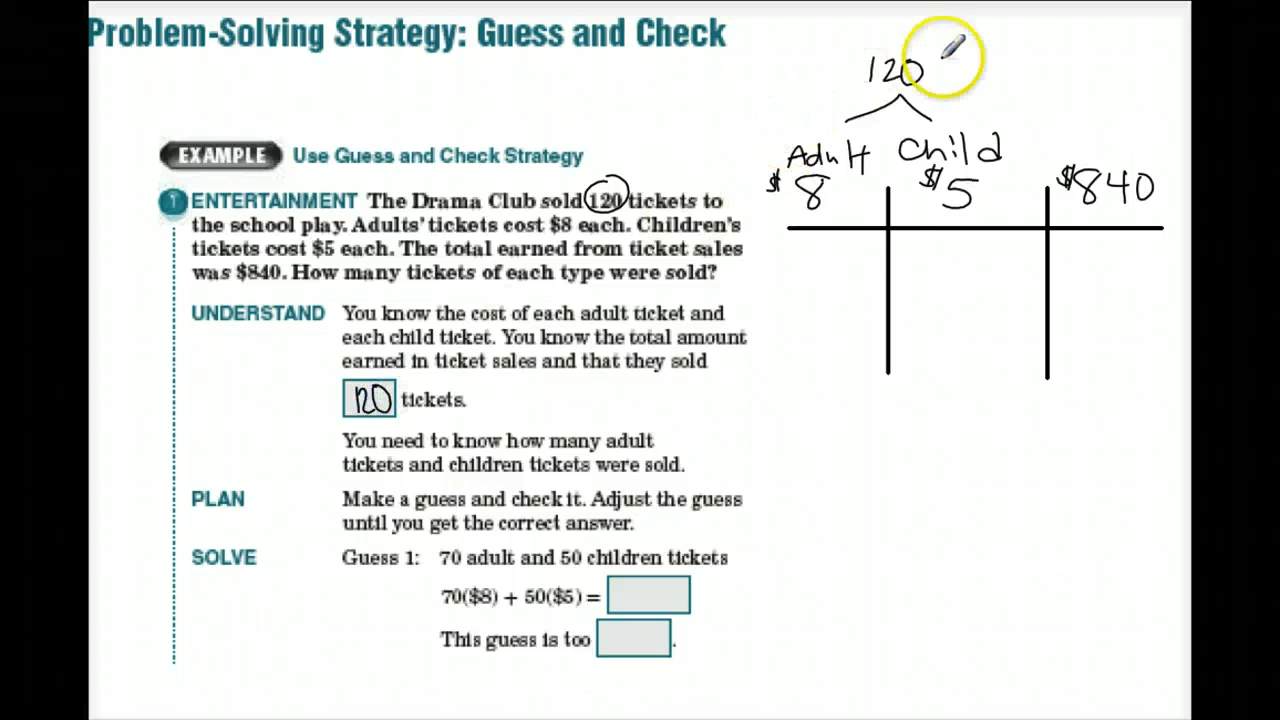 Problem-Solving Strategy: Guess and Check
EXAMPLE Use Guess and Check Strategy
1 ENTERTAINMENT The Drama Club sold 120 tickets to
the school play. Adults' tickets cost $8 each. Children's
tickets cost $5 each. The total earned from ticket sales
was $840. How many tickets of each type were sold?
UNDERSTAND You know the cost of each adult ticket and
each child ticket. You know the total amount
earned in ticket sales and that they sold
120 tickets.
You need to know how many adult
tickets and children tickets were sold.
PLAN Make a guess and check it. Adjust the guess
until you get the correct answer.
SOLVE Guess 1: 70 adult and 50 children tickets
70($8) + 50($5) =
This guess is too .
120
Adult Child
$8 $5 $840